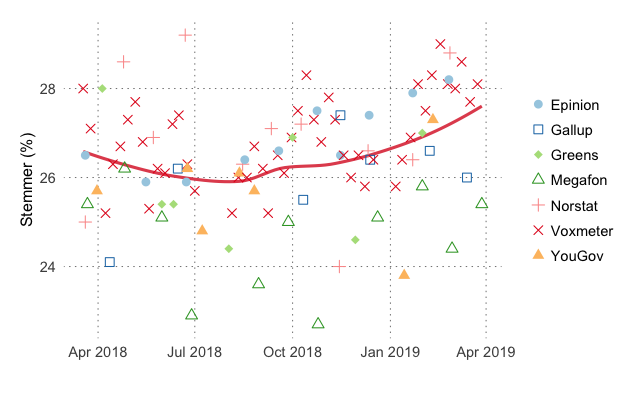 Stemmer (%)
28
26
24
Apr 2018
Jul 2018
Oct 2018
Jan 2019
Apr 2019
Epinion
Gallup
Greens
Megafon
Norstat
Voxmeter
YouGov